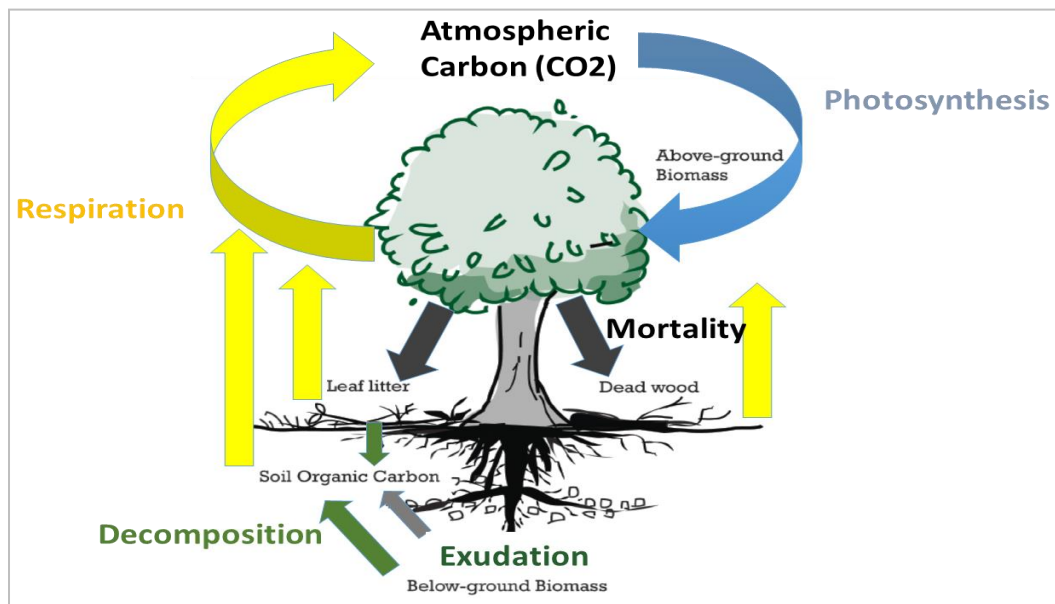 Atmospheric
Carbon (CO2)
Photosynthesis
Above-ground
Biomass
Respiration
Mortality
Leaf litter
Dead wood
Soil Organic Carbon
Decomposition
Exudation
Below-ground Biomass